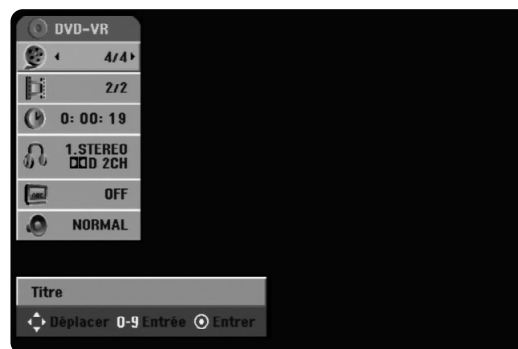 DVD-VR
4/4
2/2
0: 00: 19
1.STEREO
DD D 2CH
OFF
NORMAL
Titre
Déplacer 0-9 Entrée Entrer